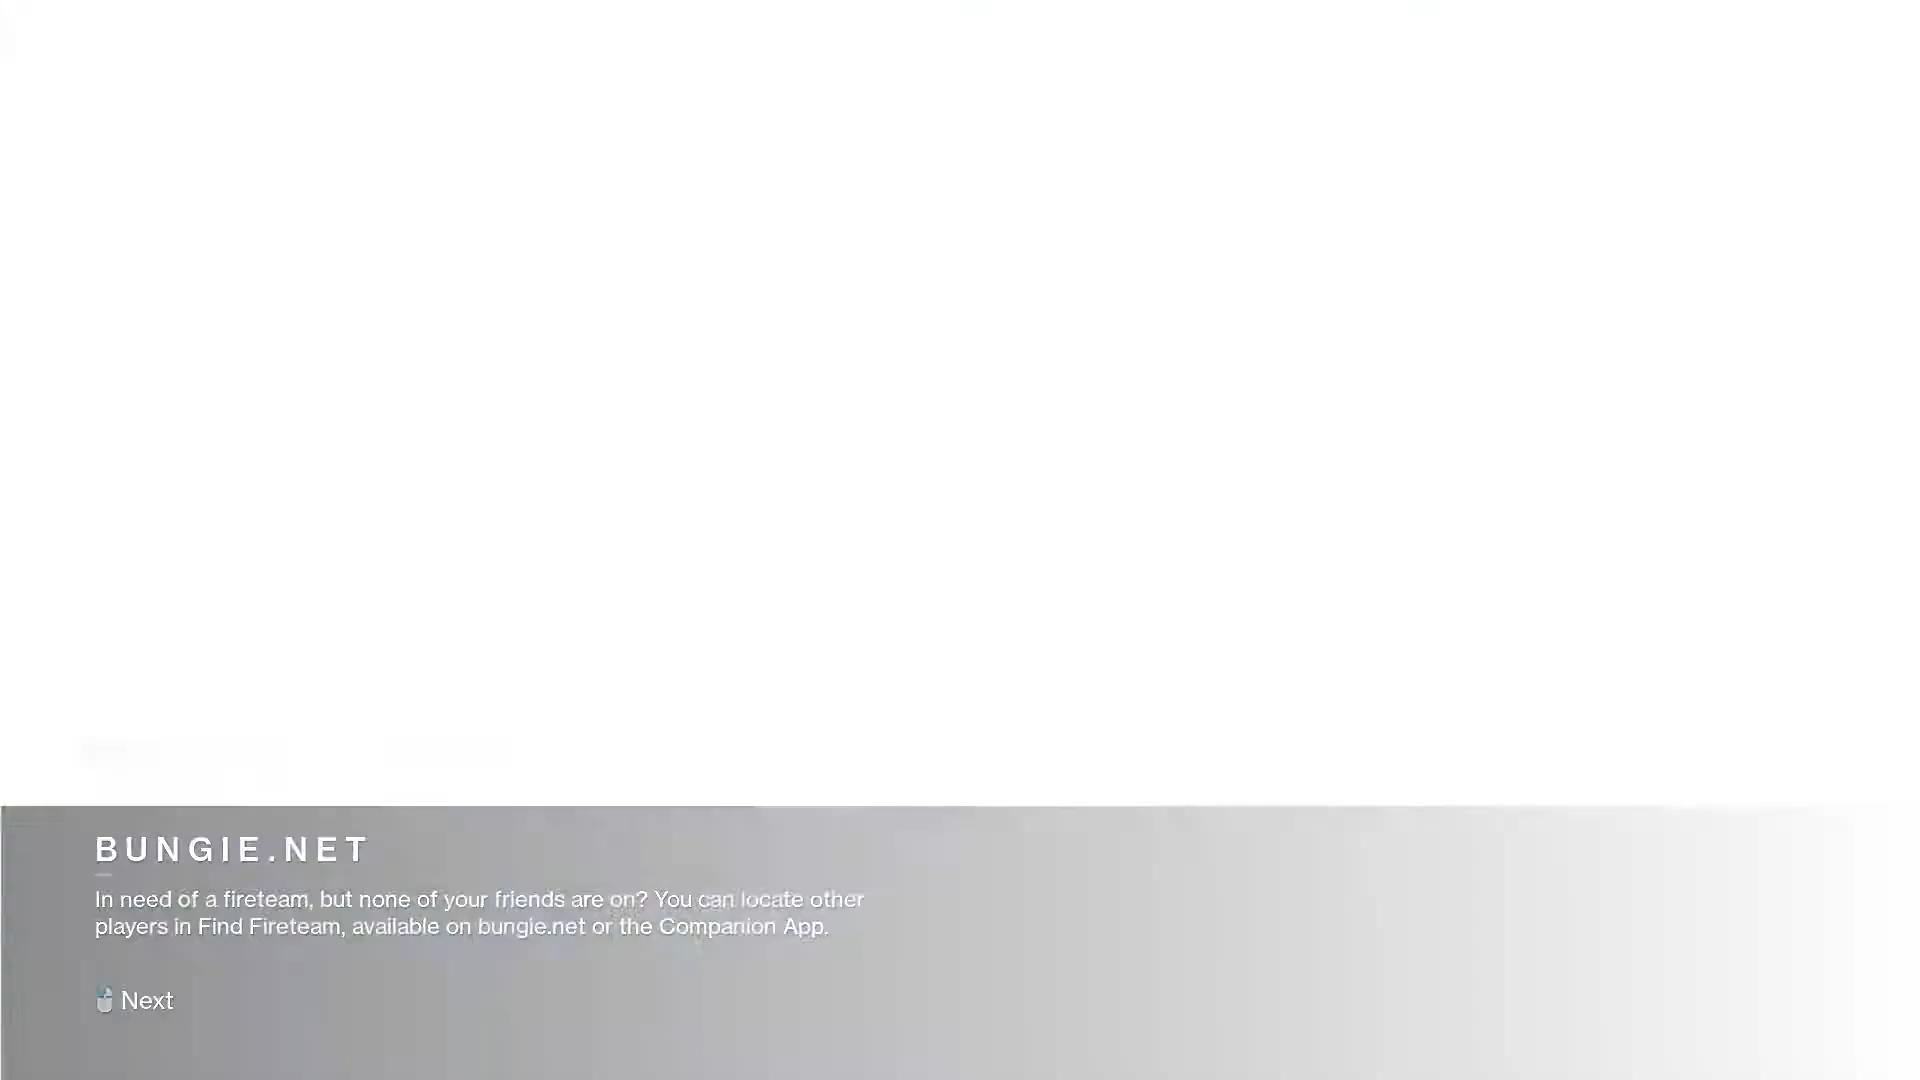 BUNGIE.NET
In need of a fireteam, but none of your friends are on? You can locate other
players in Find Fireteam, available on bungie.net or the Companion App.
Next